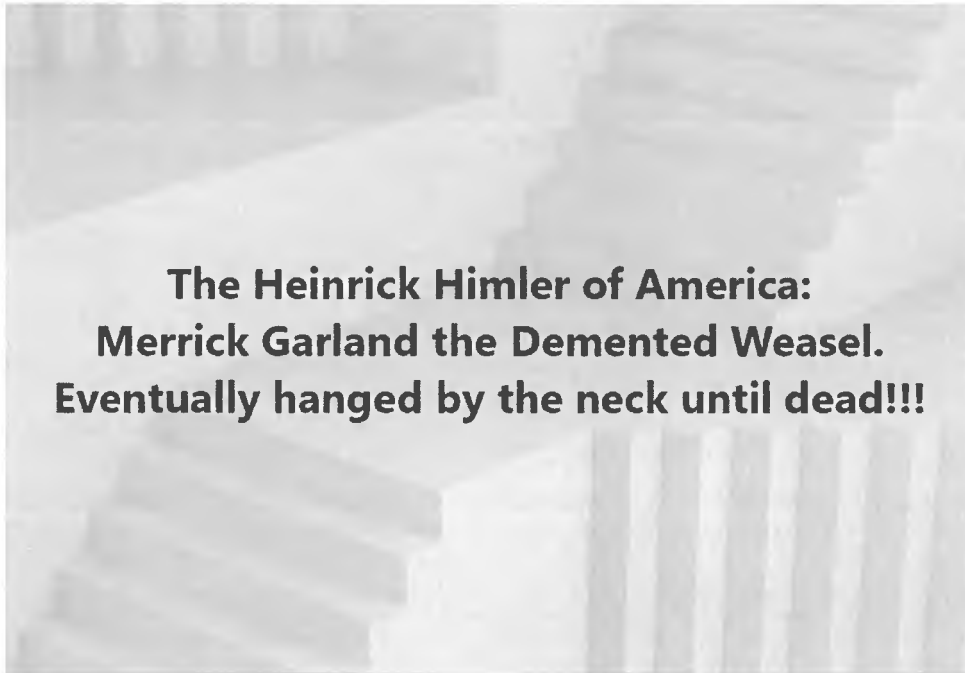 The Heinrick Himler of America:
Merrick Garland the Demented Weasel.
Eventually hanged by the neck until dead!!!